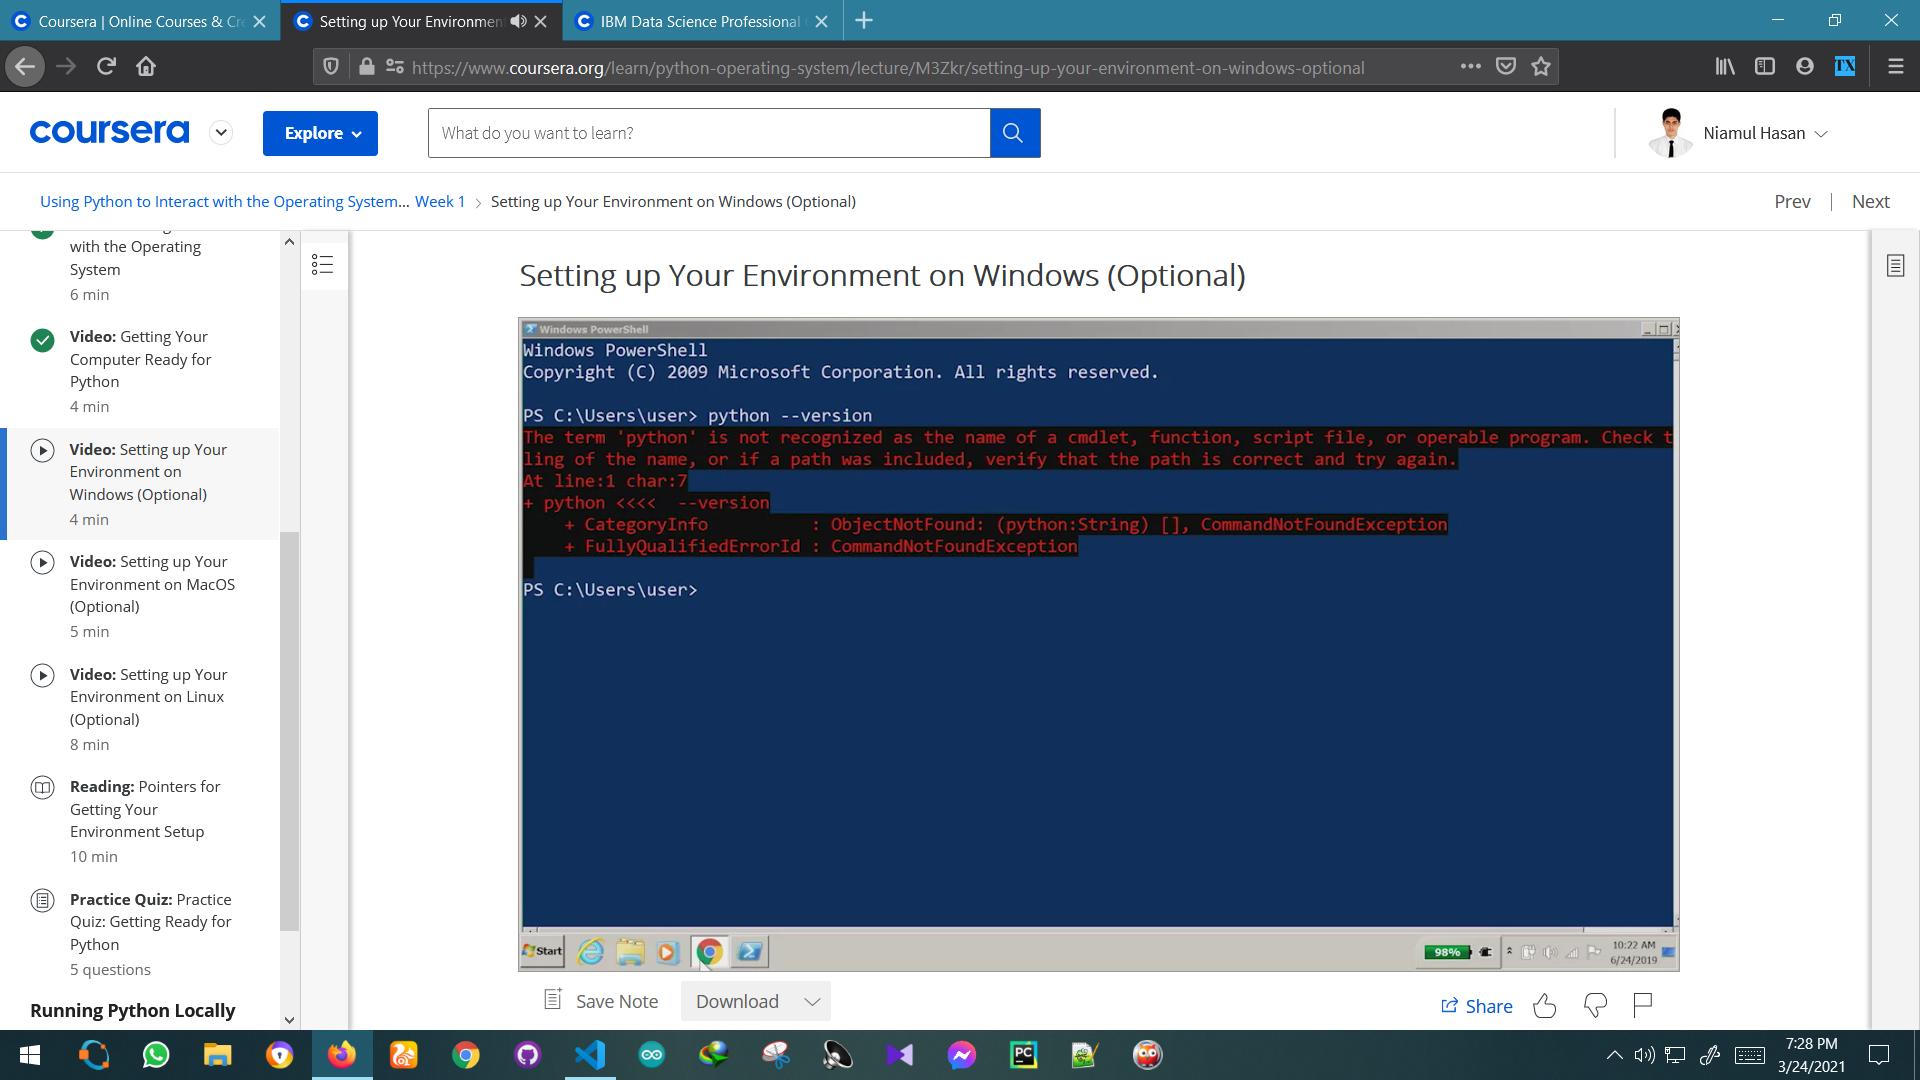 Coursera | Online Courses & Cre
Setting up Your Environmen
IBM Data Science Professional
https://www.coursera.org/learn/python-operating-system/lecture/M3Zkr/setting-up-your-environment-on-windows-optional
TX
coursera
Explore
What do you want to learn?
Niamul Hasan
Using Python to Interact with the Operating System... Week 1 > Setting up Your Environment on Windows (Optional)
Prev | Next
with the Operating
System
6 min
Video: Getting Your
Computer Ready for
Python
4 min
Video: Setting up Your
Environment on
Windows (Optional)
4 min
Video: Setting up Your
Environment on MacOS
(Optional)
5 min
Video: Setting up Your
Environment on Linux
(Optional)
8 min
Reading: Pointers for
Getting Your
Environment Setup
10 min
Practice Quiz: Practice
Quiz: Getting Ready for
Python
5 questions
Running Python Locally
Setting up Your Environment on Windows (Optional)
Windows PowerShell
Windows PowerShell
Copyright (C) 2009 Microsoft Corporation. All rights reserved.
PS C:\Users\user> python --version
The term 'python' is not recognized as the name of a cmdlet, function, script file, or operable program. Check t
ling of the name, or if a path was included, verify that the path is correct and try again.
At line:1 char:7
+ python <<<< --version
+ CategoryInfo : ObjectNotFound: (python:String) [], CommandNotFoundException
+ FullyQualifiedErrorId : CommandNotFoundException
PS C:\Users\user>
Start
98%
10:22 AM
6/24/2019
Save Note
Download
Share
PC
7:28 PM
3/24/2021